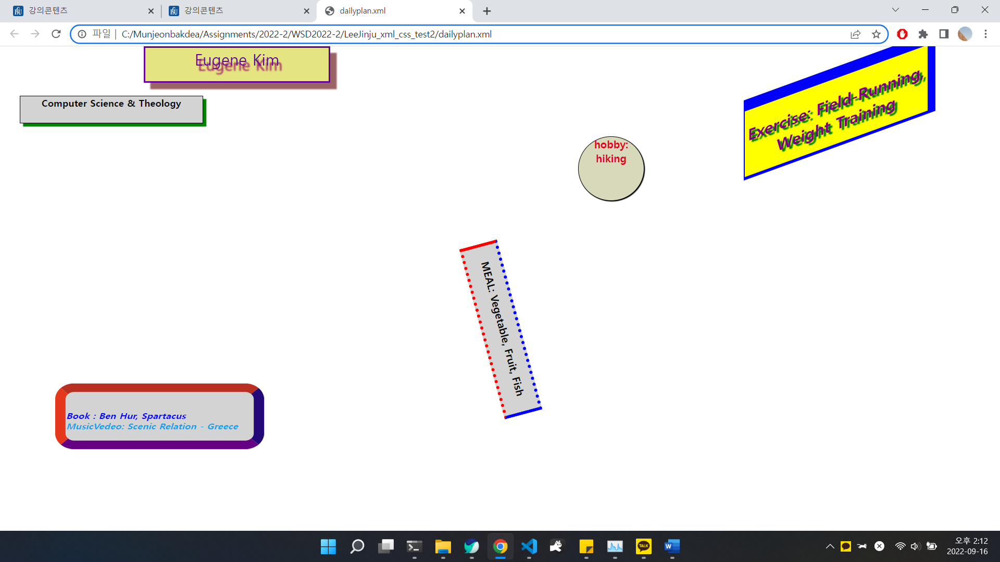 강의콘텐츠
강의콘텐츠
dailyplan.xml
파일 | C:/Munjeonbakdea/Assignments/2022-2/WSD2022-2/LeeJinju_xml_css_test2/dailyplan.xml
Eugene Kim
Computer Science & Theology
hobby:
hiking
Exercise: Field-Running,
Weight Training
MEAL: Vegetable, Fruit, Fish
Book : Ben Hur, Spartacus
MusicVedeo: Scenic Relation - Greece
TALK
W
오후 2:12
2022-09-16